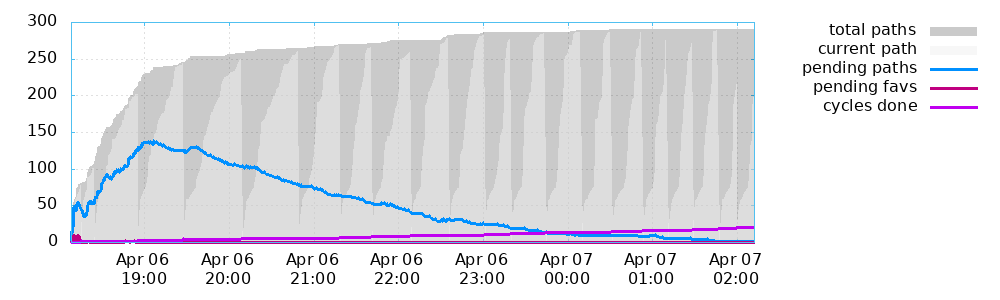 300
250
200
150
100
50
0
Apr 06
19:00
Apr 06
20:00
Apr 06
21:00
Apr 06
22:00
Apr 06
23:00
Apr 07
00:00
Apr 07
01:00
Apr 07
02:00
total paths
current path
pending paths
pending favs
cycles done